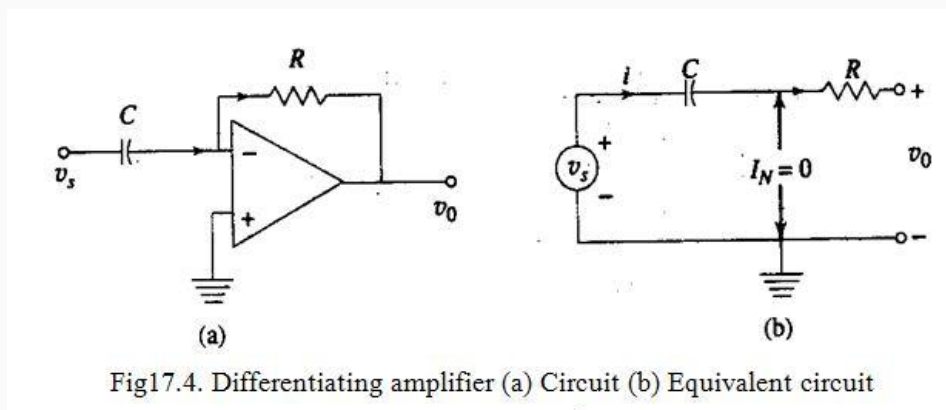 R
C
−
+
v_s
v_0
(a)
i
C
R
+
+
v_s
−
I_N = 0
v_0
−
(b)
Fig17.4. Differentiating amplifier (a) Circuit (b) Equivalent circuit